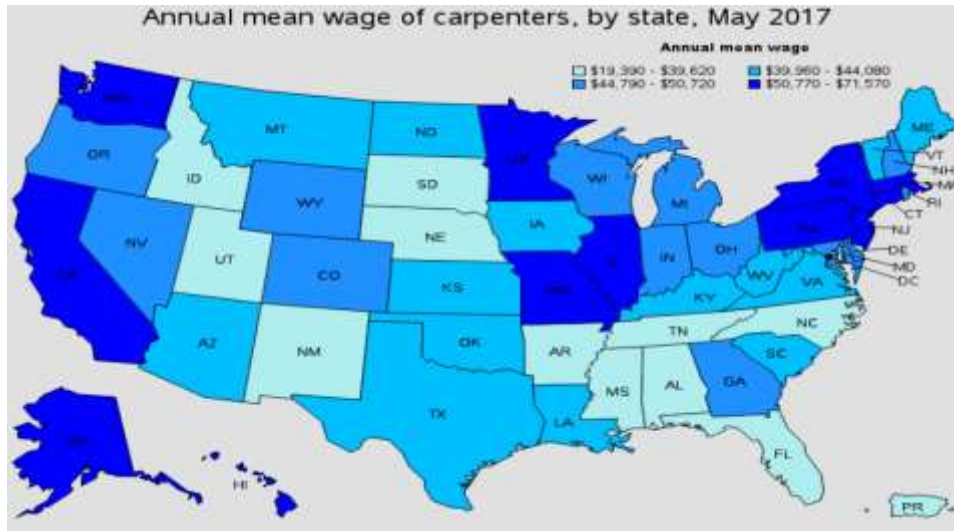 Annual mean wage of carpenters, by state, May 2017
Annual mean wage
$19,390 - $39,620
$39,960 - $44,080
$44,790 - $50,720
$50,770 - $71,570
ME
MT
ND
VT
OR
NH
ID
SD
WI
MI
RI
WY
CT
IA
NJ
NE
DE
NV
OH
IN
UT
MD
CO
WV
VA
DC
KS
KY
CA
NC
TN
AZ
OK
NM
AR
SC
MS
AL
GA
TX
LA
FL
HI
PR